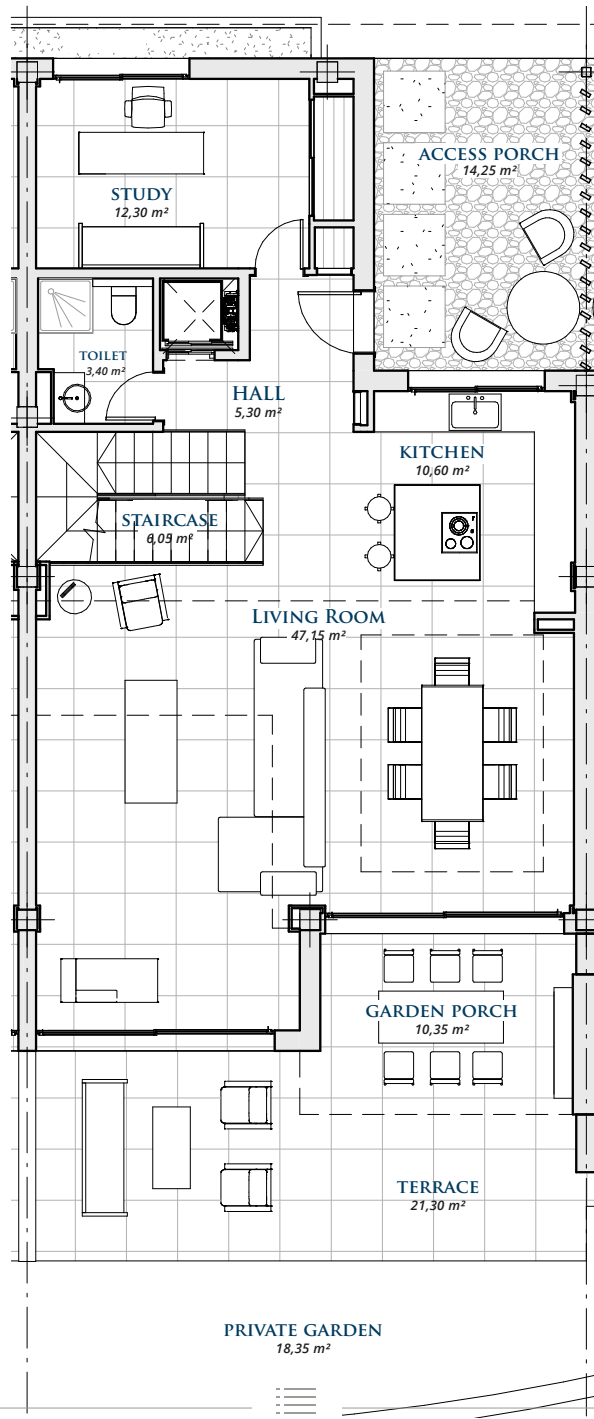 ACCESS PORCH
14,25 m²
STUDY
12,30 m²
TOILET
3,40 m²
HALL
5,30 m²
KITCHEN
10,60 m²
STAIRCASE
6,05 m²
LIVING ROOM
47,15 m²
GARDEN PORCH
10,35 m²
TERRACE
21,30 m²
PRIVATE GARDEN
18,35 m²